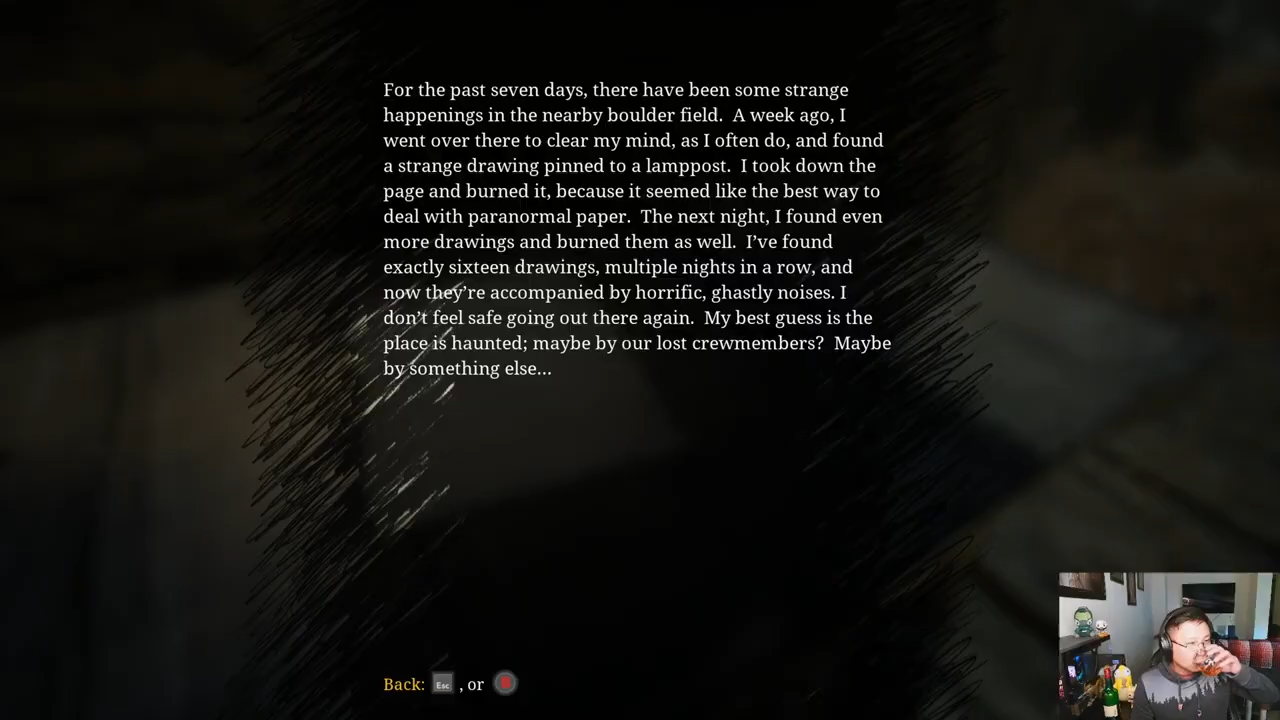 For the past seven days, there have been some strange
happenings in the nearby boulder field.  A week ago, I
went over there to clear my mind, as I often do, and found
a strange drawing pinned to a lamppost.  I took down the
page and burned it, because it seemed like the best way to
deal with paranormal paper.  The next night, I found even
more drawings and burned them as well.  I’ve found
exactly sixteen drawings, multiple nights in a row, and
now they’re accompanied by horrific, ghastly noises. I
don’t feel safe going out there again.  My best guess is the
place is haunted; maybe by our lost crewmembers?  Maybe
by something else…
Back: Esc , or B